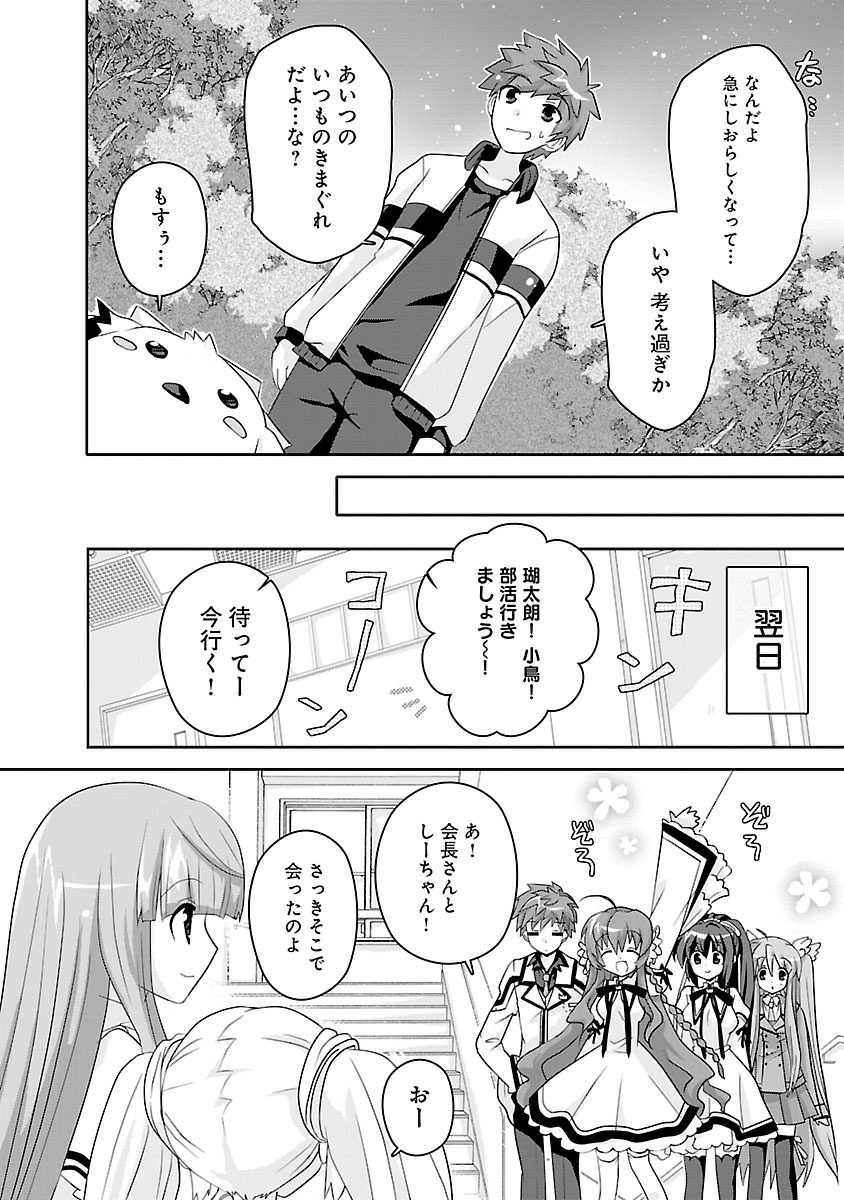 な…
なんだよ
急にしおらしくなって…
いや 考え過ぎか
あいつの
いつものきまぐれ
だよ…な?
もすぅ…
翌日
キーンコーン
瑚太朗! 小鳥!
部活行き
ましょう〜!
待ってー
今行く!
ぞろ
ぞろ
あ!
会長さんと
しーちゃん!
さっきそこで
会ったのよ
おー